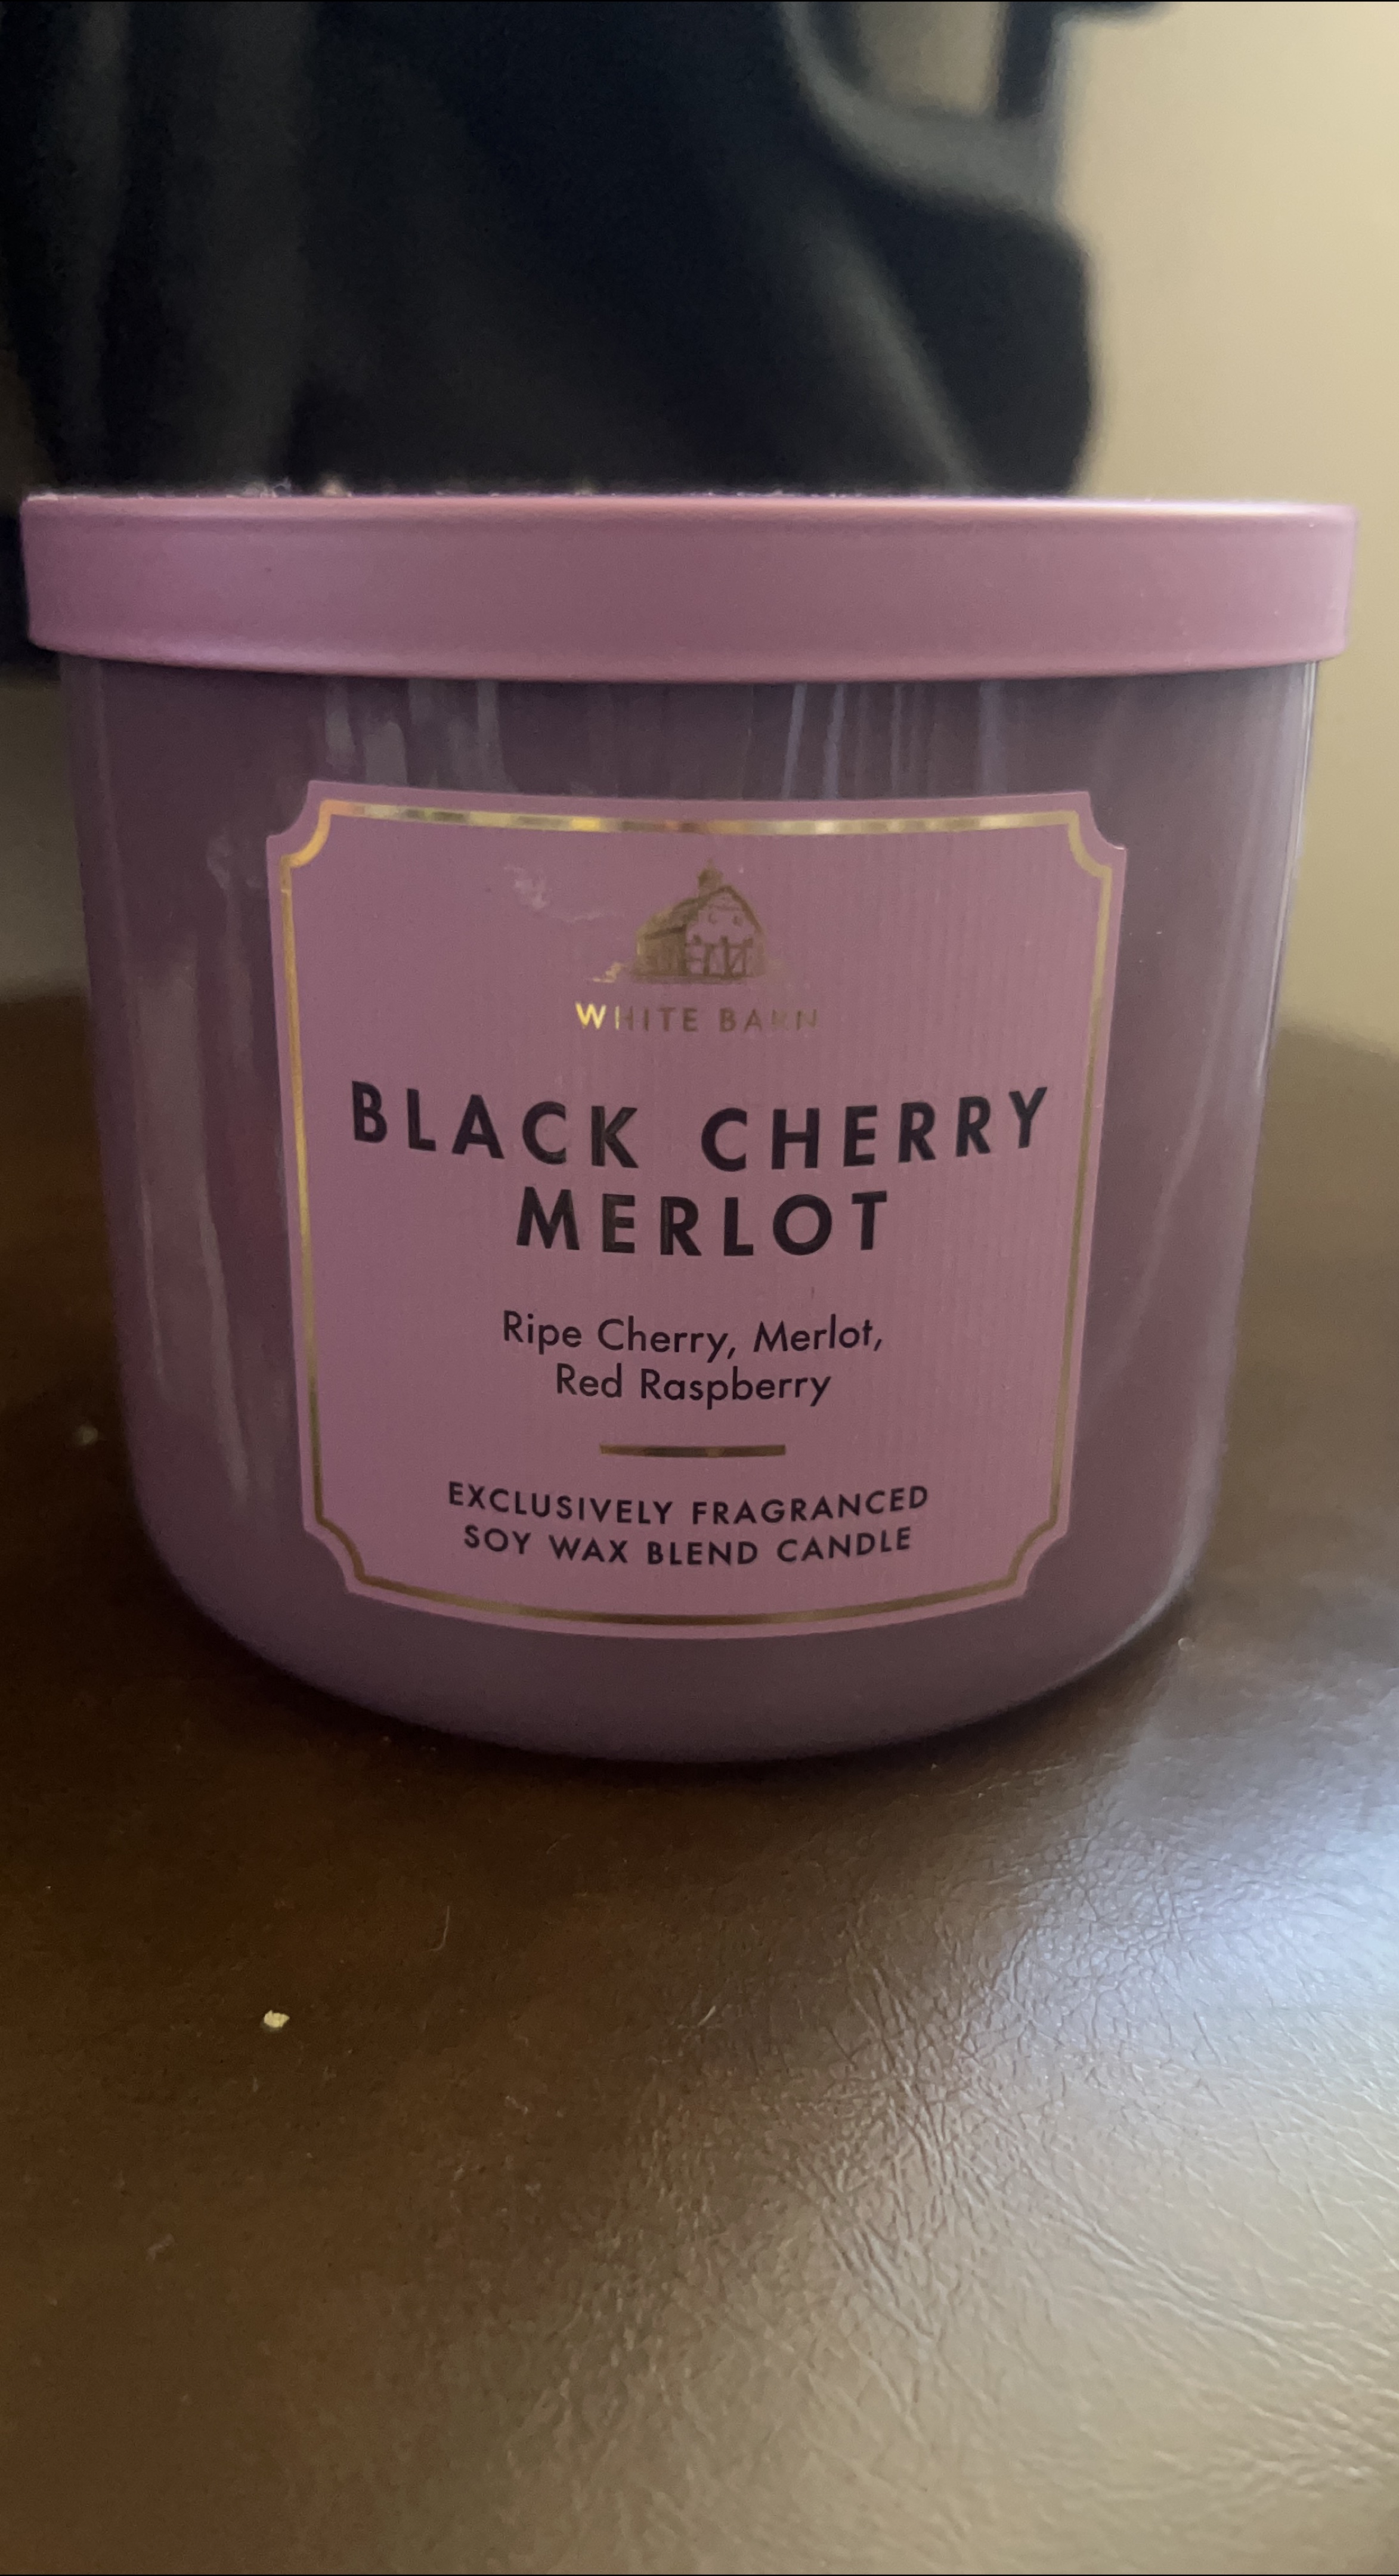 WHITE BARN
BLACK CHERRY
MERLOT
Ripe Cherry, Merlot,
Red Raspberry
EXCLUSIVELY FRAGRANCED
SOY WAX BLEND CANDLE